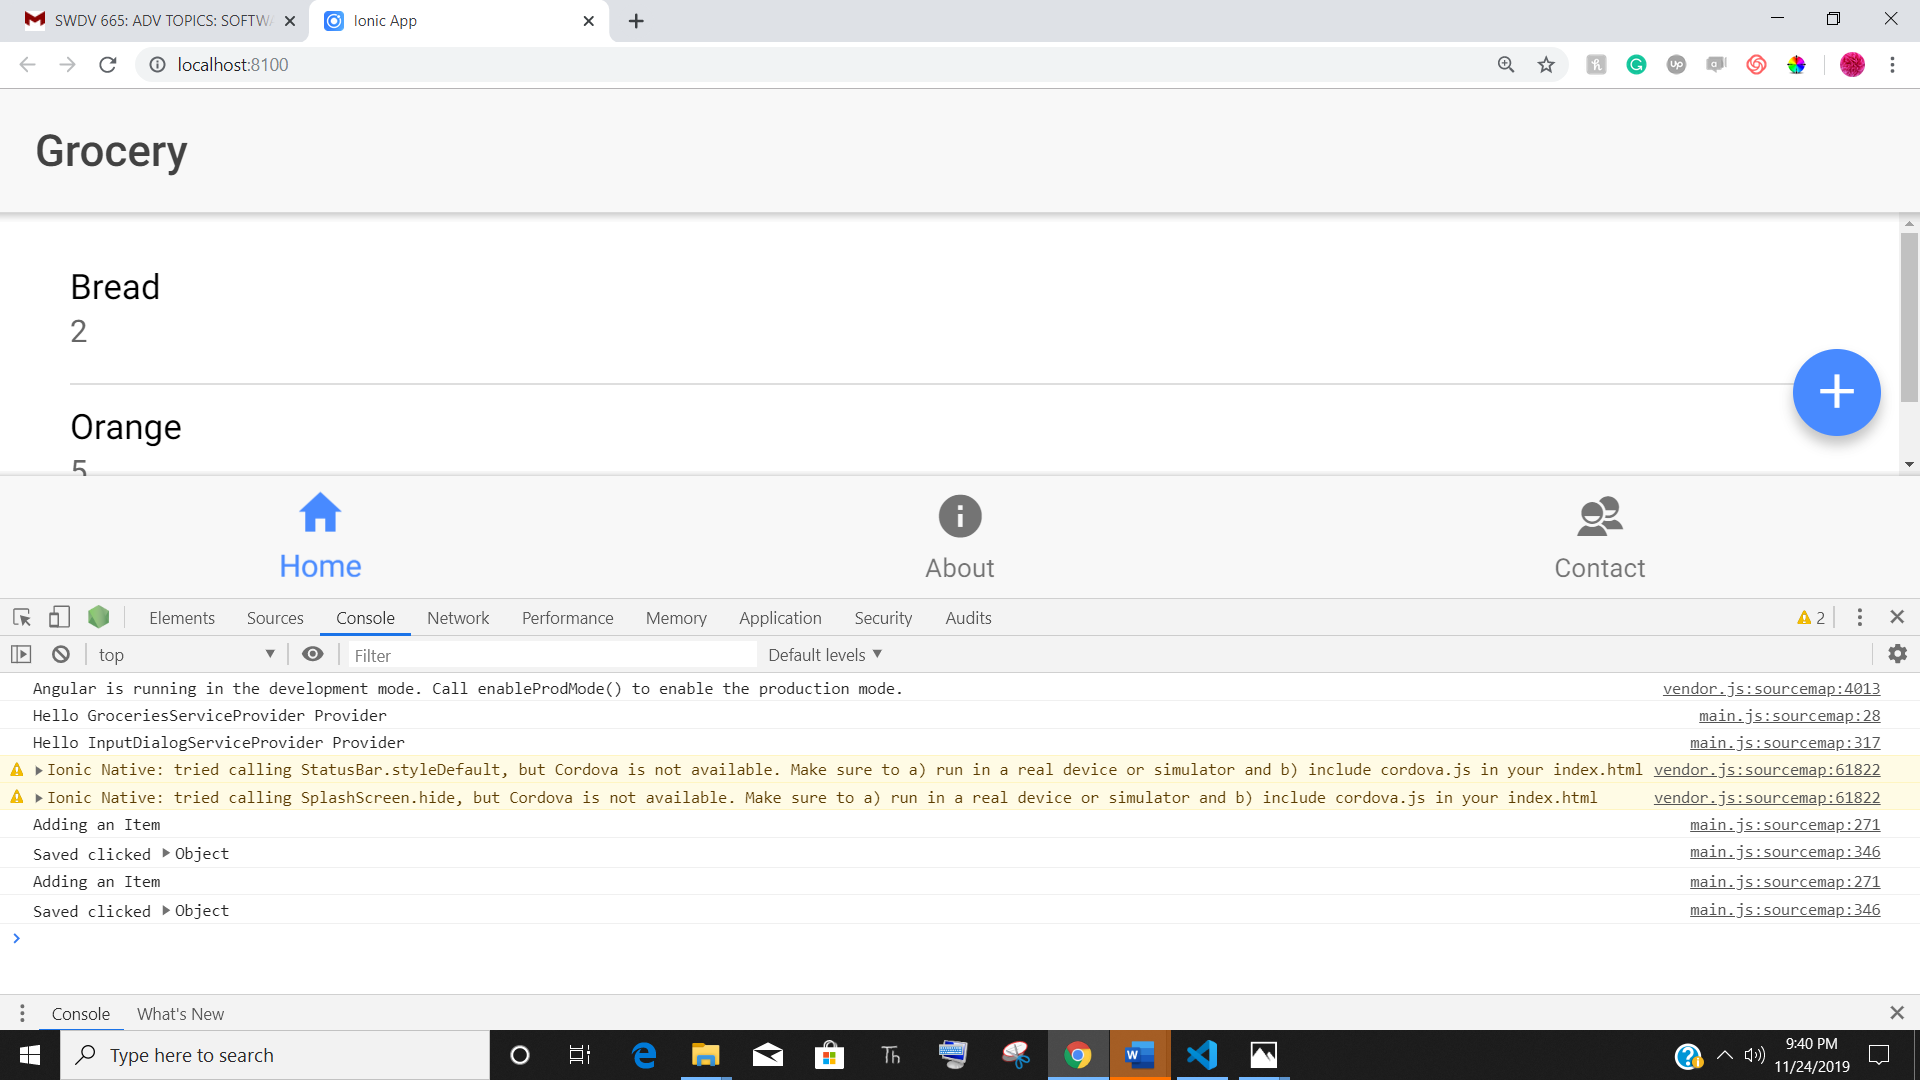 SWDV 665: ADV TOPICS: SOFTW
Ionic App
localhost:8100
Grocery
Bread
2
Orange
5
Home
About
Contact
Elements Sources Console Network Performance Memory Application Security Audits 2
top Filter Default levels
Angular is running in the development mode. Call enableProdMode() to enable the production mode. vendor.js:sourcemap:4013
Hello GroceriesServiceProvider Provider main.js:sourcemap:28
Hello InputDialogServiceProvider Provider main.js:sourcemap:317
Ionic Native: tried calling StatusBar.styleDefault, but Cordova is not available. Make sure to a) run in a real device or simulator and b) include cordova.js in your index.html vendor.js:sourcemap:61822
Ionic Native: tried calling SplashScreen.hide, but Cordova is not available. Make sure to a) run in a real device or simulator and b) include cordova.js in your index.html vendor.js:sourcemap:61822
Adding an Item main.js:sourcemap:271
Saved clicked Object main.js:sourcemap:346
Adding an Item main.js:sourcemap:271
Saved clicked Object main.js:sourcemap:346
Console What's New
Type here to search Th 9:40 PM
11/24/2019